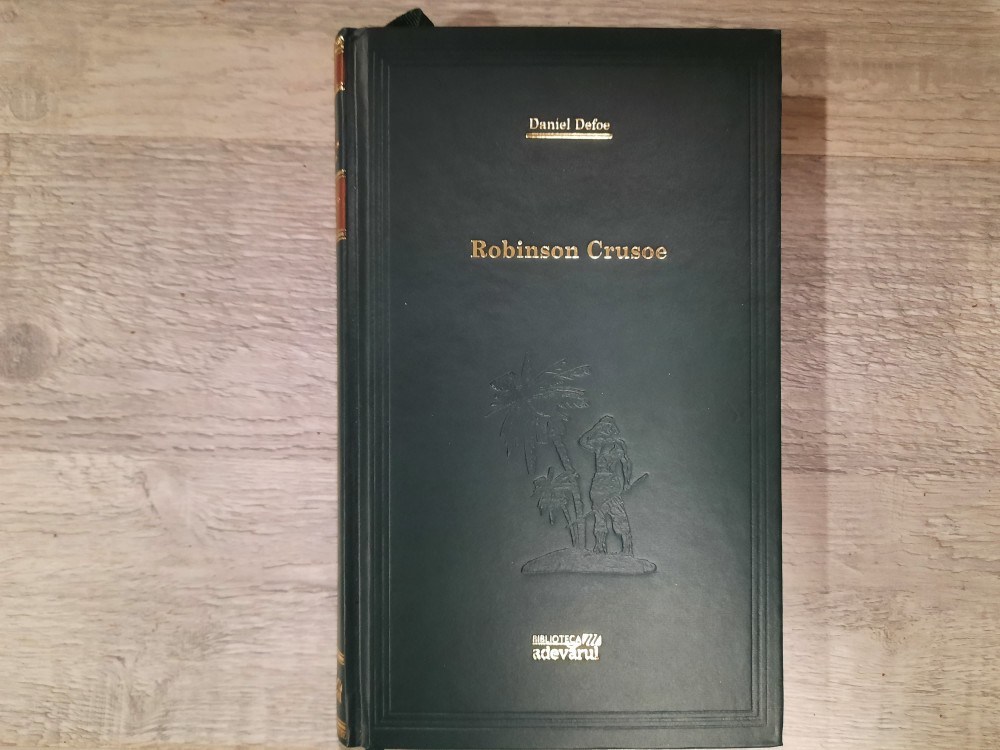 Daniel Defoe
Robinson Crusoe
BIBLIOTECA
adevărul